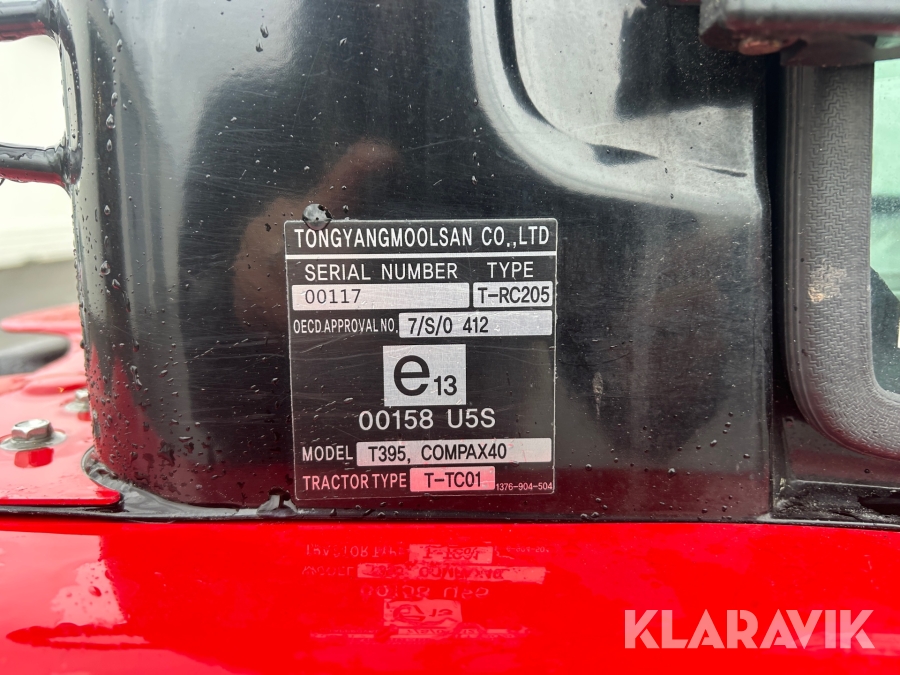 TONGYANGMOOLSAN CO.,LTD
SERIAL NUMBER TYPE
00117 T-RC205
OECD.APPROVAL NO. 7/S/0 412
e13
00158 U5S
MODEL T395, COMPAX40
TRACTOR TYPE T-TC01 1376-904-504
KLARAVIK